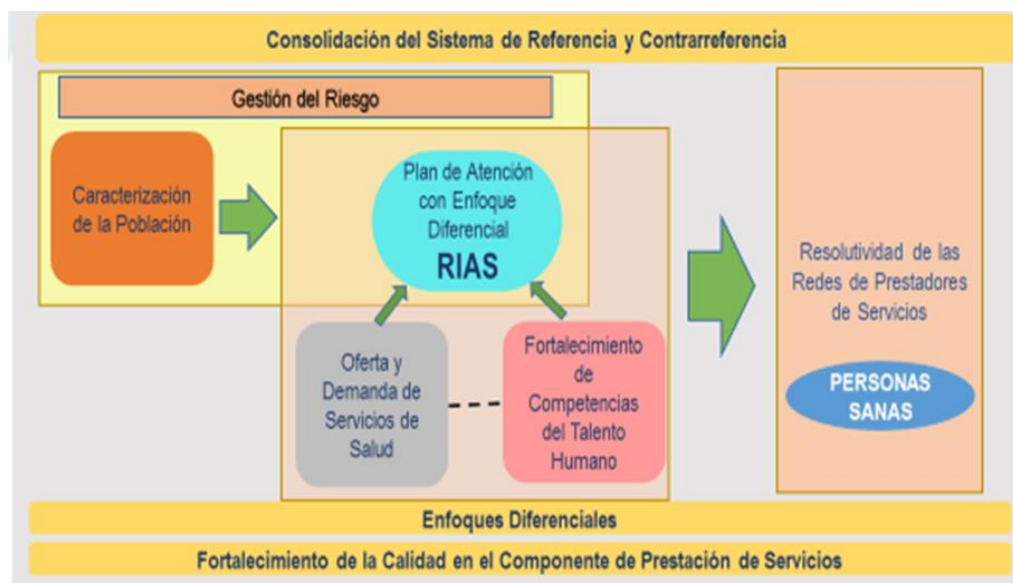 Consolidación del Sistema de Referencia y Contrarreferencia
Gestión del Riesgo
Caracterización
de la Población
Plan de Atención
con Enfoque
Diferencial
RIAS
Oferta y
Demanda de
Servicios de
Salud
Fortalecimiento
de
Competencias
del Talento
Humano
Resolutividad de las
Redes de Prestadores
de Servicios
PERSONAS
SANAS
Enfoques Diferenciales
Fortalecimiento de la Calidad en el Componente de Prestación de Servicios